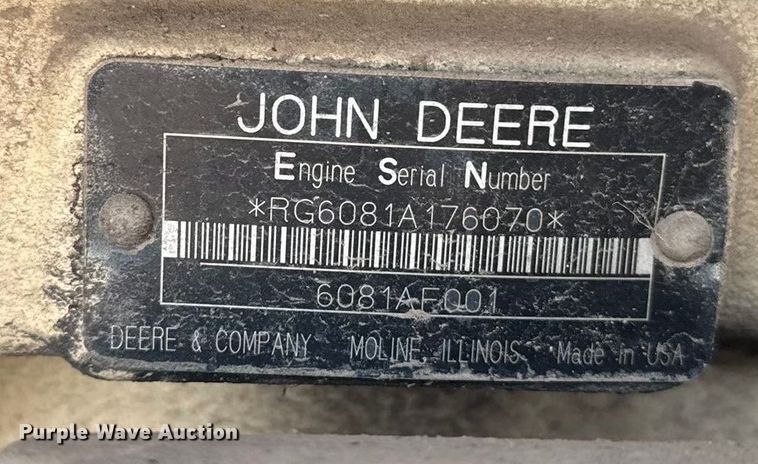 JOHN DEERE
Engine Serial Number
*RG6081A176070*
6081AF001
DEERE & COMPANY MOLINE, ILLINOIS Made in USA
Purple Wave Auction